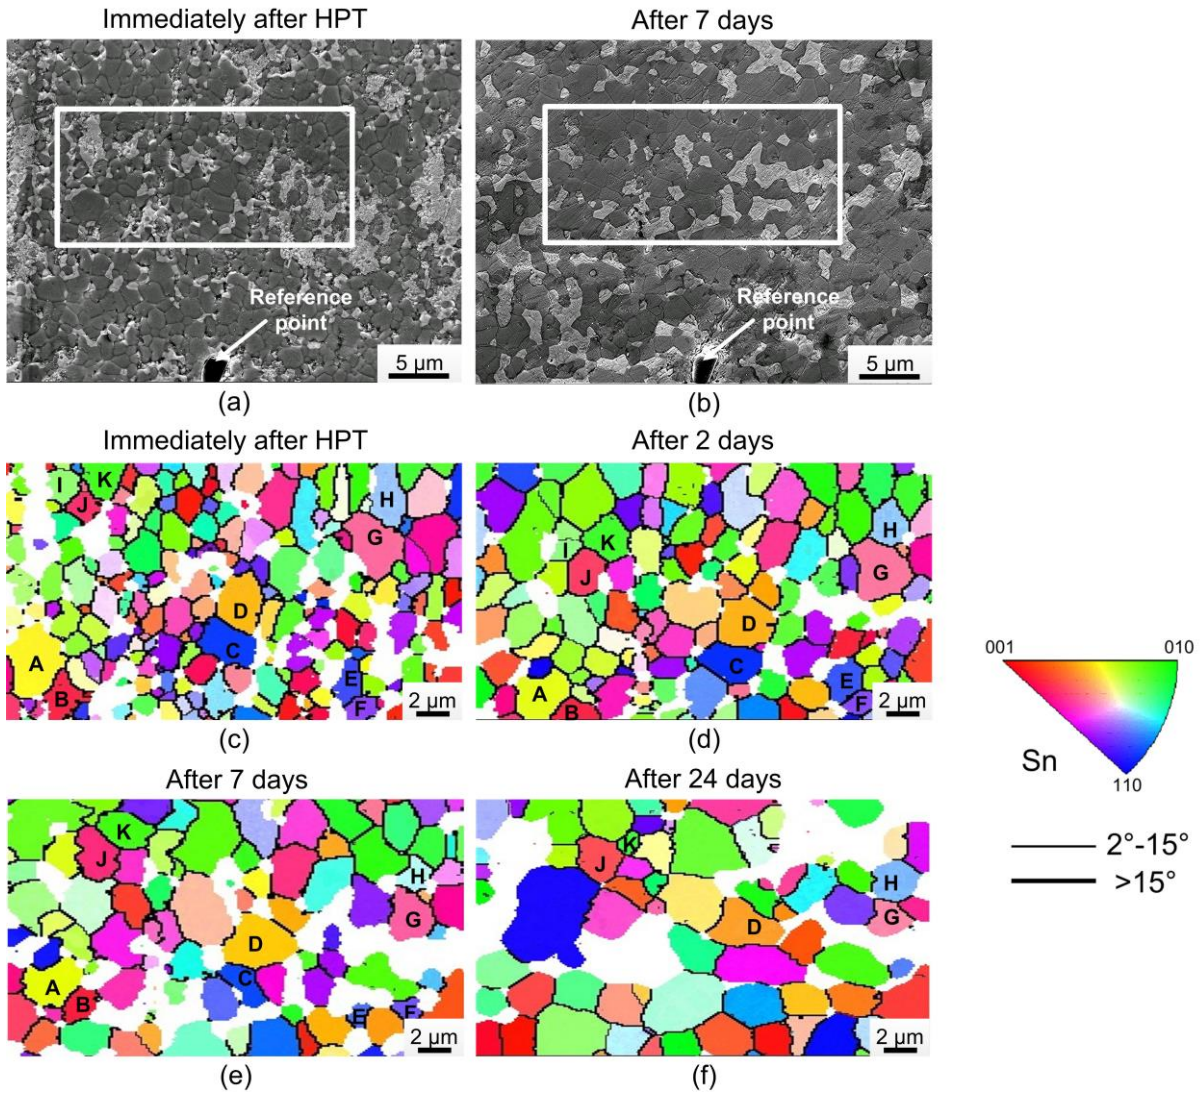 Immediately after HPT
After 7 days
Reference
point
5 µm
Reference
point
5 µm
(a)
(b)
Immediately after HPT
After 2 days
I
K
J
H
G
D
C
A
B
E
F
2 µm
I
K
J
H
G
D
C
A
B
E
F
2 µm
(c)
(d)
001
010
Sn
110
After 7 days
After 24 days
K
J
H
G
D
C
A
B
E
F
2 µm
K
J
H
G
D
2 µm
2°-15°
>15°
(e)
(f)